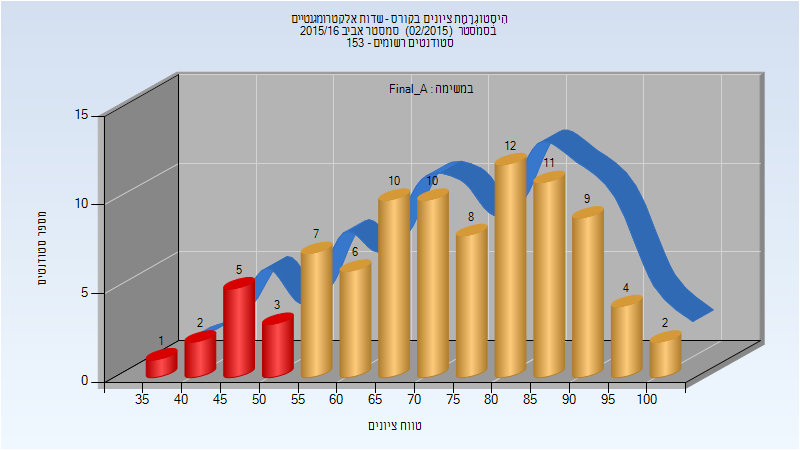 היסטוגרמת ציונים בקורס - שדות אלקטרומגנטיים
בסמסטר (02/2015) סמסטר אביב 2015/16
סטודנטים רשומים - 153
במשימה : Final_A
מספר סטודנטים
15
10
5
0
1
2
5
3
7
6
10
10
8
12
11
9
4
2
35 40 45 50 55 60 65 70 75 80 85 90 95 100
טווח ציונים